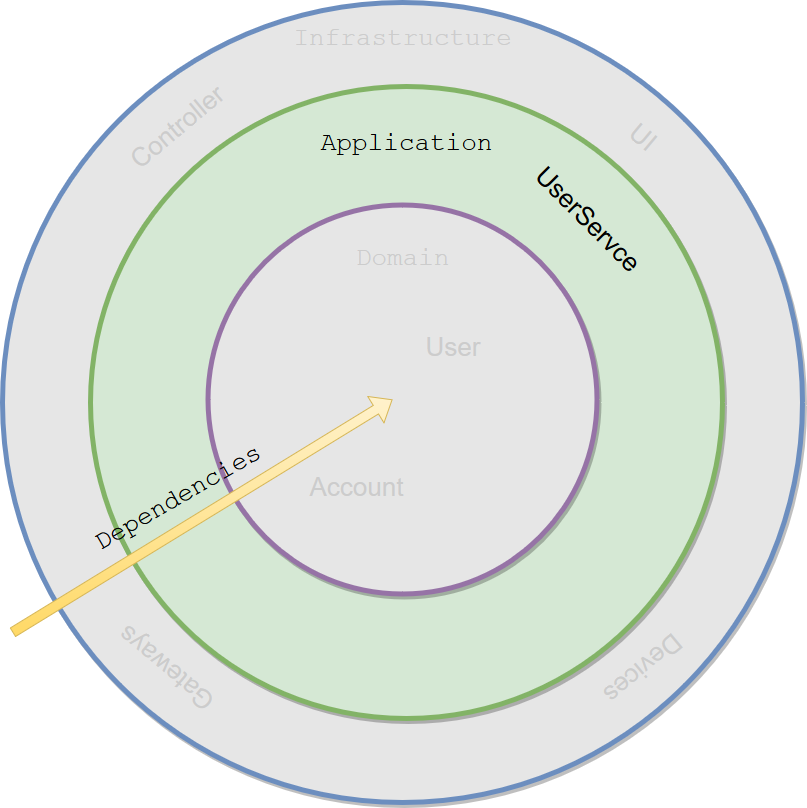 Infrastructure
Controller
UI
Application
UserServce
Domain
User
Dependencies
Account
Gateways
Devices